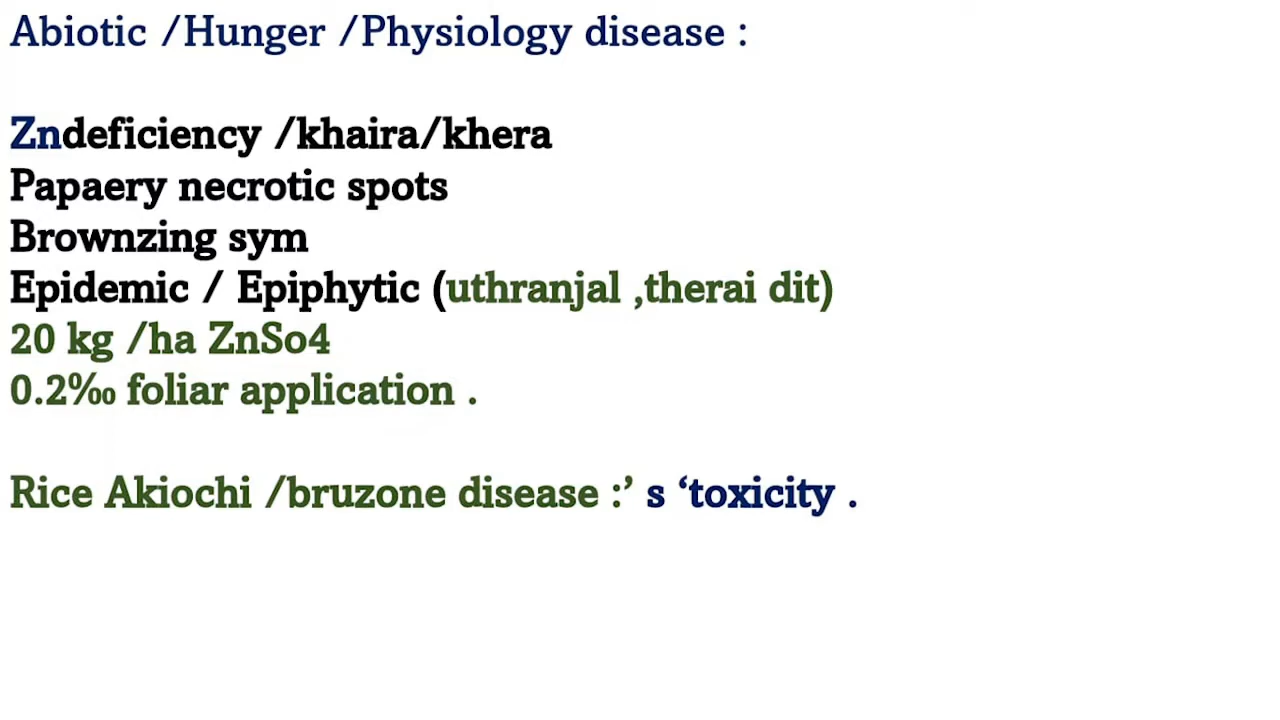 Abiotic /Hunger /Physiology disease :
Zndeficiency /khaira/khera
Papaery necrotic spots
Brownzing sym
Epidemic / Epiphytic (uthranjal ,therai dit)
20 kg /ha ZnSo4
0.2‰ foliar application .
Rice Akiochi /bruzone disease :’ s ‘toxicity .